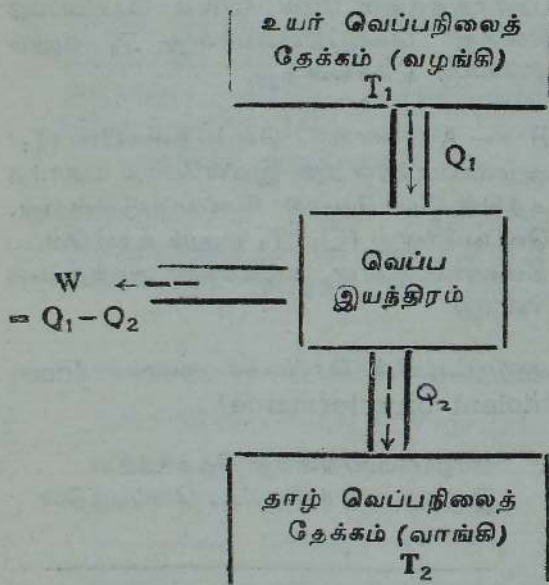 உயர் வெப்பநிலைத்
தேக்கம் (வழங்கி)
T₁
Q₁
வெப்ப
இயந்திரம்
W
= Q₁ – Q₂
Q₂
தாழ் வெப்பநிலைத்
தேக்கம் (வாங்கி)
T₂